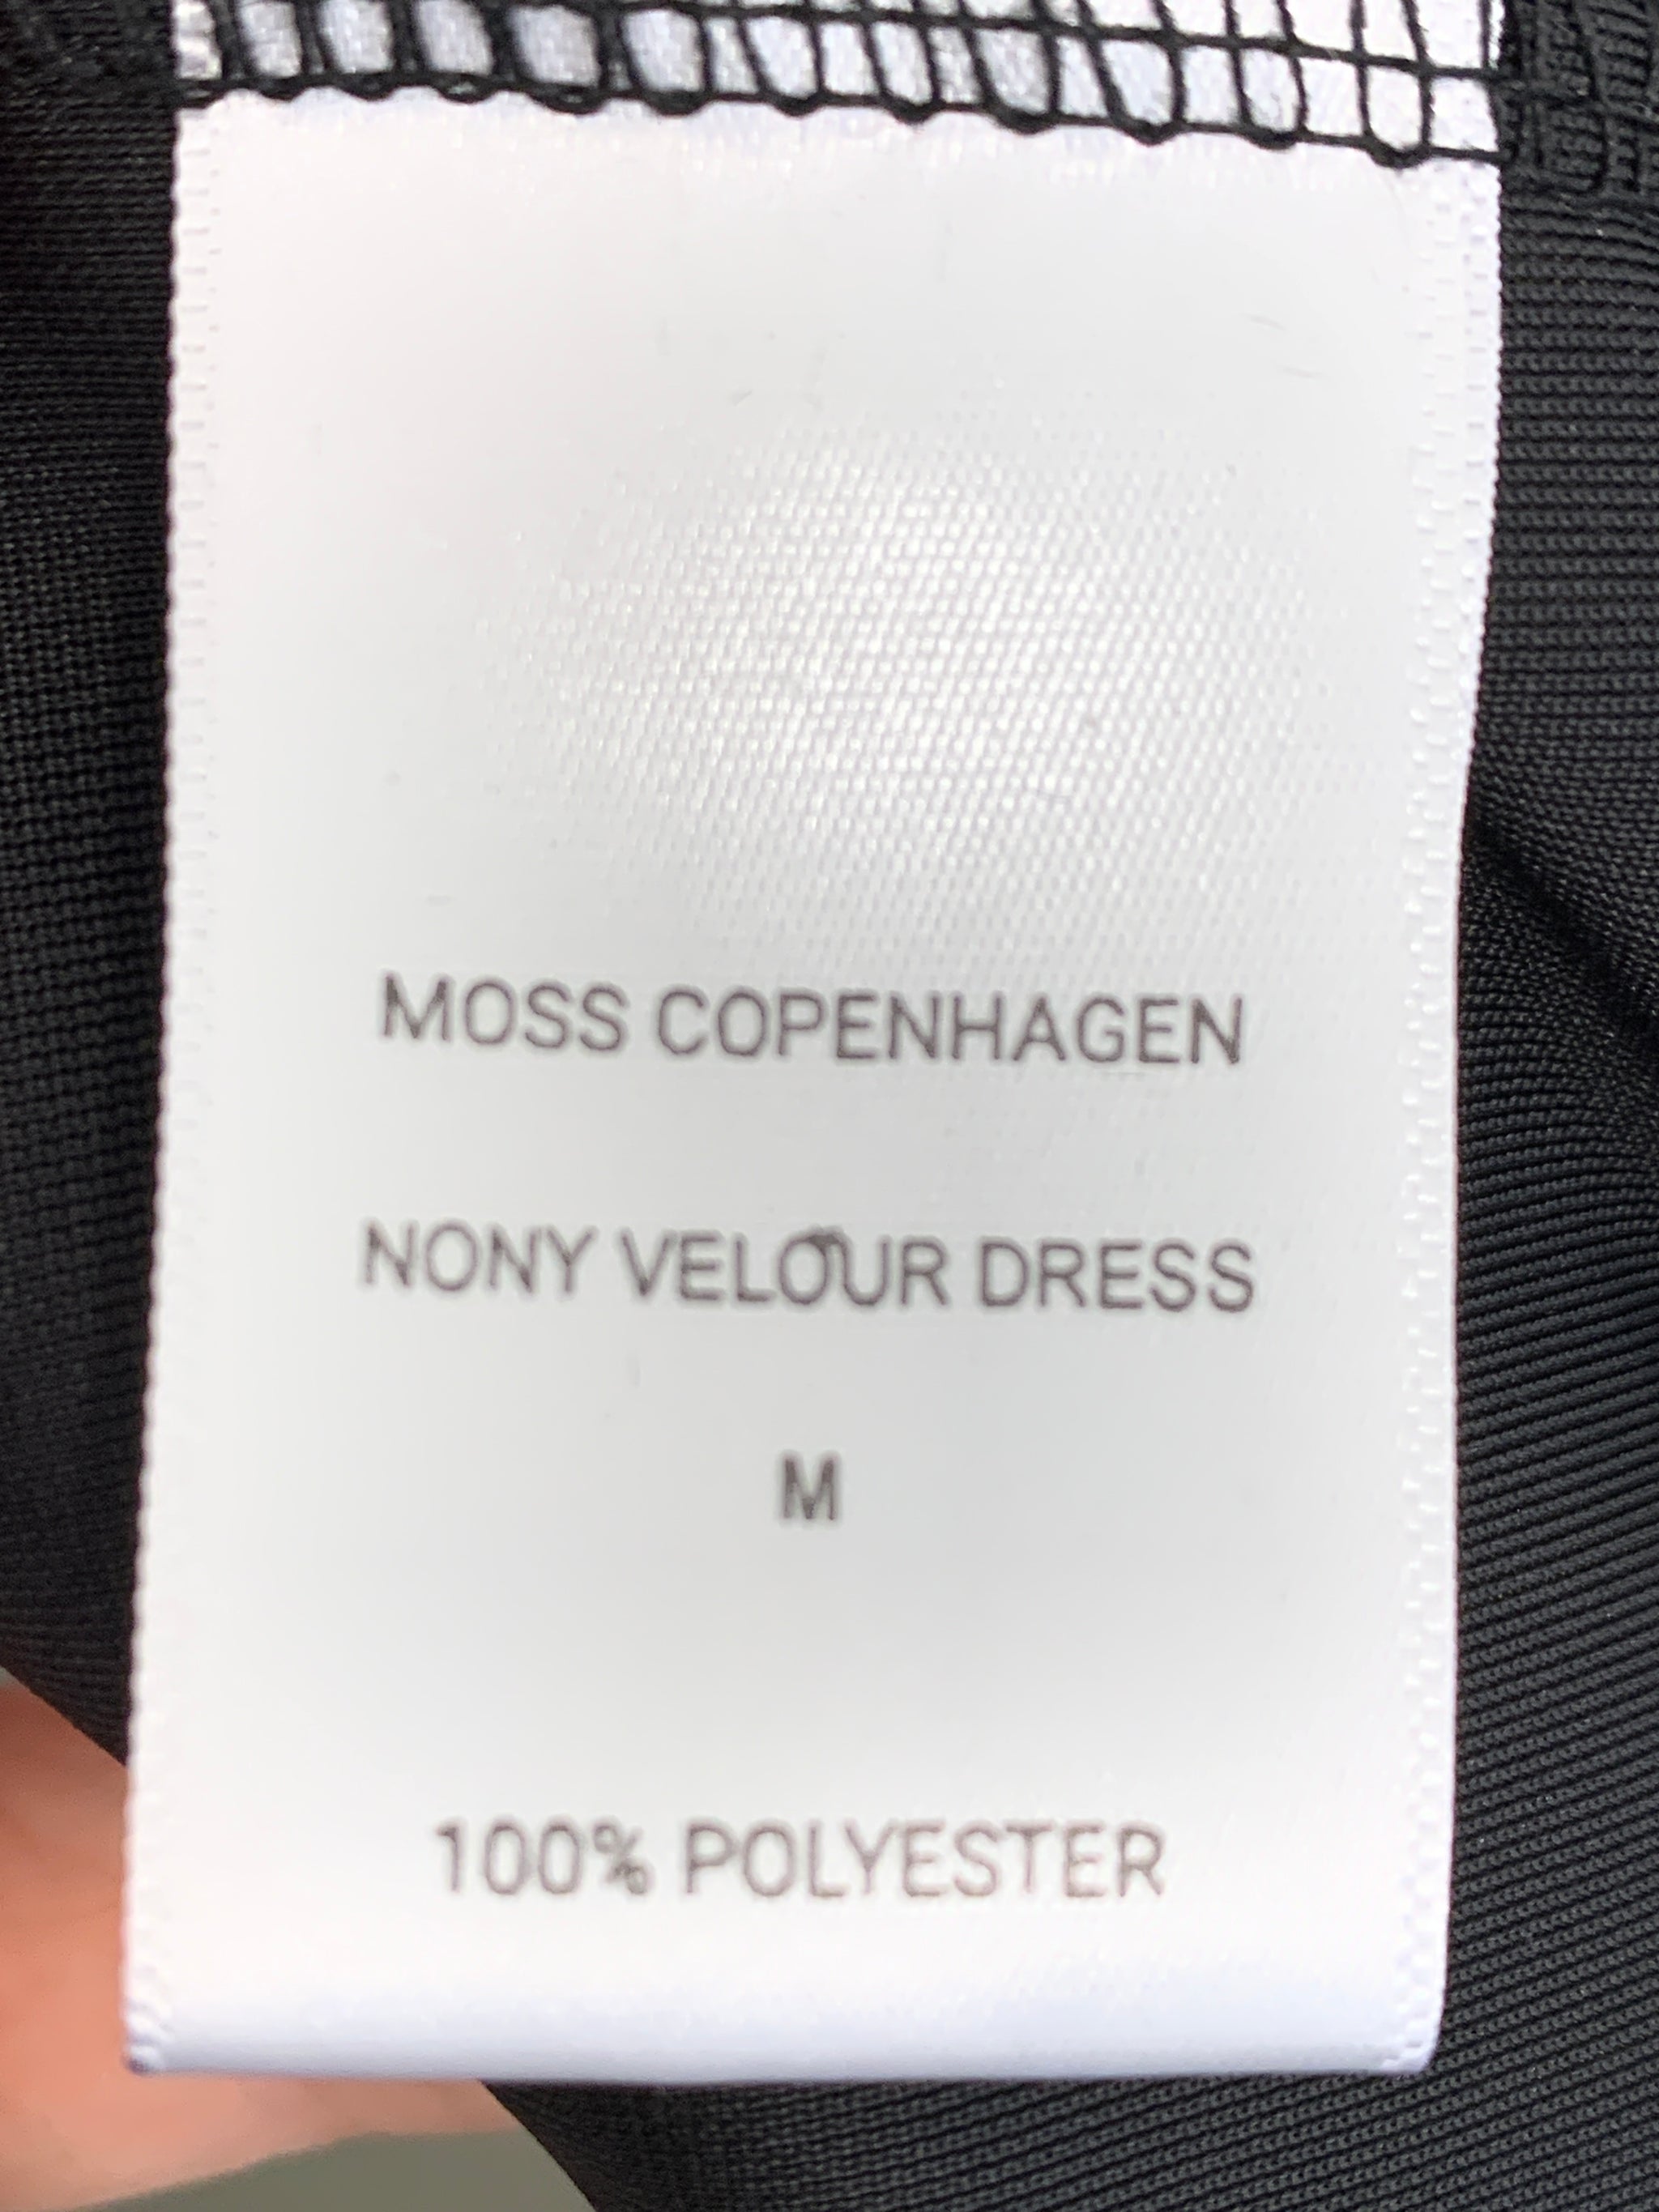 MOSS COPENHAGEN
NONY VELOUR DRESS
M
100% POLYESTER